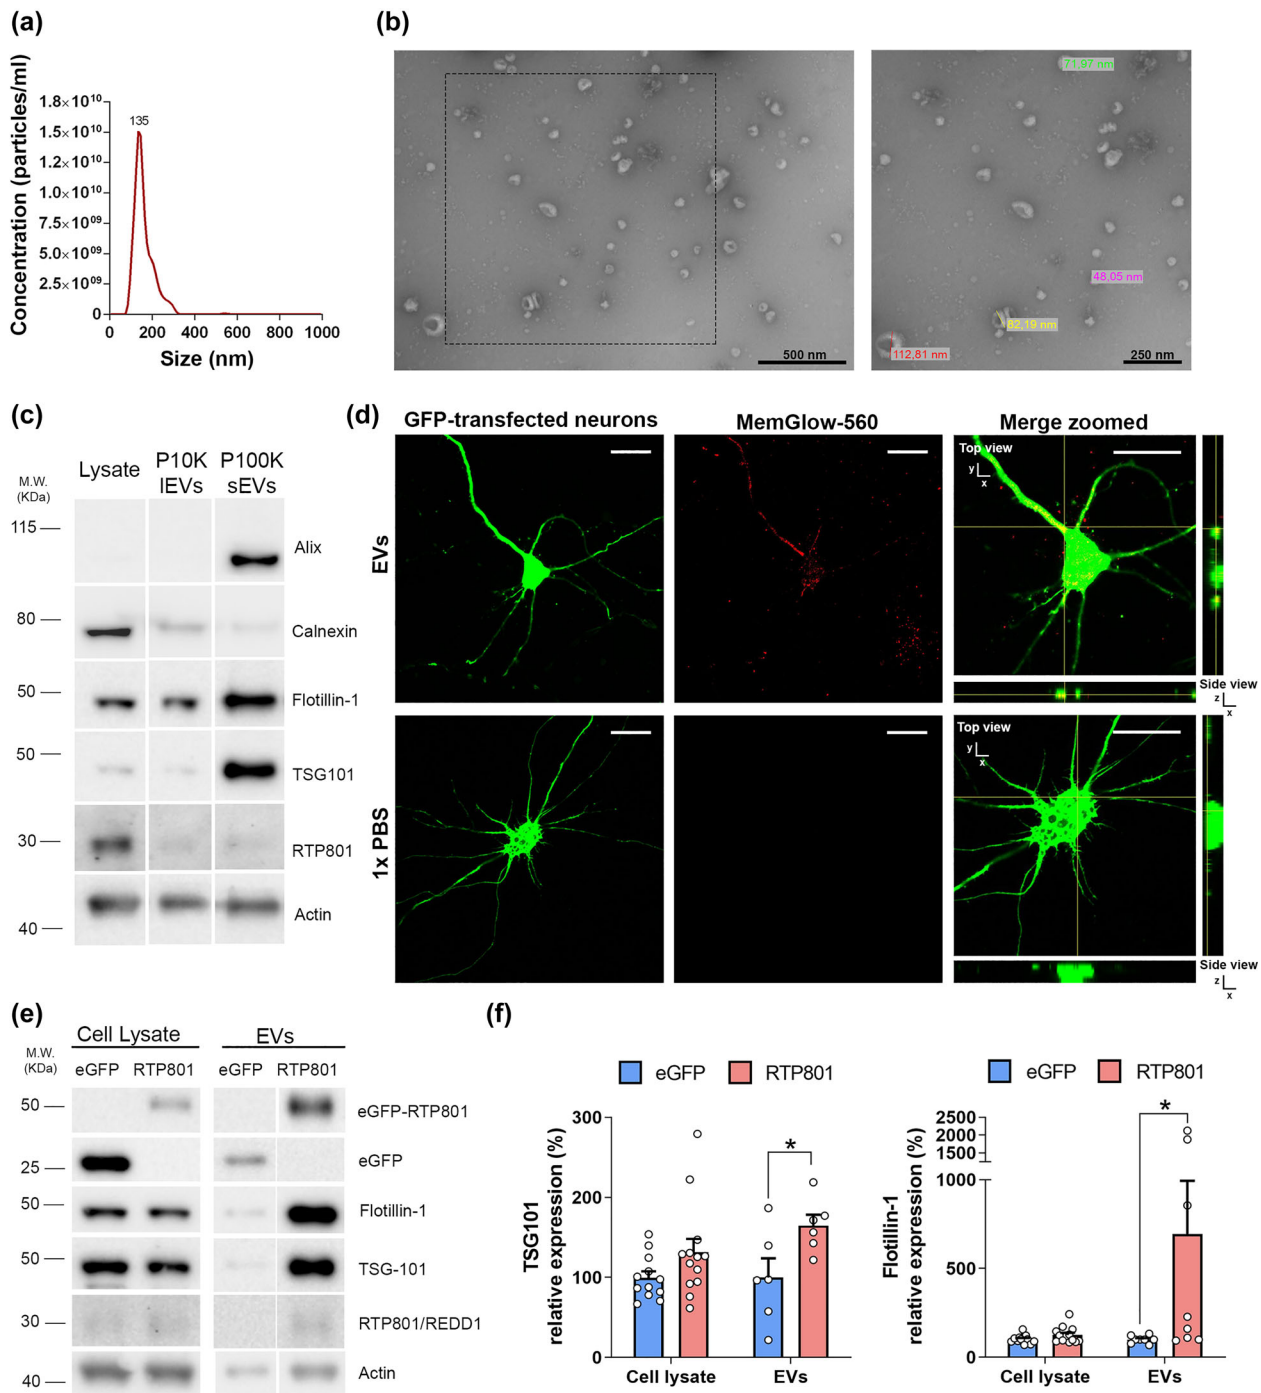 (a)
Concentration (particles/ml)
1.8×10¹⁰
1.5×10¹⁰
1.2×10¹⁰
1.0×10¹⁰
7.5×10⁰⁹
5.0×10⁰⁹
2.5×10⁰⁹
0
135
0 200 400 600 800 1000
Size (nm)
(b)
500 nm
71,97 nm
48,05 nm
82,19 nm
112,81 nm
250 nm
(c)
M.W.
(KDa)
Lysate
P10K
lEVs
P100K
sEVs
115
Alix
80
Calnexin
50
Flotillin-1
50
TSG101
30
RTP801
Actin
40
(d)
GFP-transfected neurons
MemGlow-560
Merge zoomed
EVs
Top view
y
x
Side view
z
x
1x PBS
Top view
y
x
Side view
z
x
(e)
Cell Lysate
EVs
M.W.
(KDa)
eGFP RTP801 eGFP RTP801
50
eGFP-RTP801
25
eGFP
50
Flotillin-1
50
TSG-101
30
RTP801/REDD1
Actin
40
(f)
eGFP
RTP801
TSG101
relative expression (%)
300
200
100
0
*
Cell lysate
EVs
eGFP
RTP801
Flotillin-1
relative expression (%)
2500
2000
1500
1000
500
0
*
Cell lysate
EVs